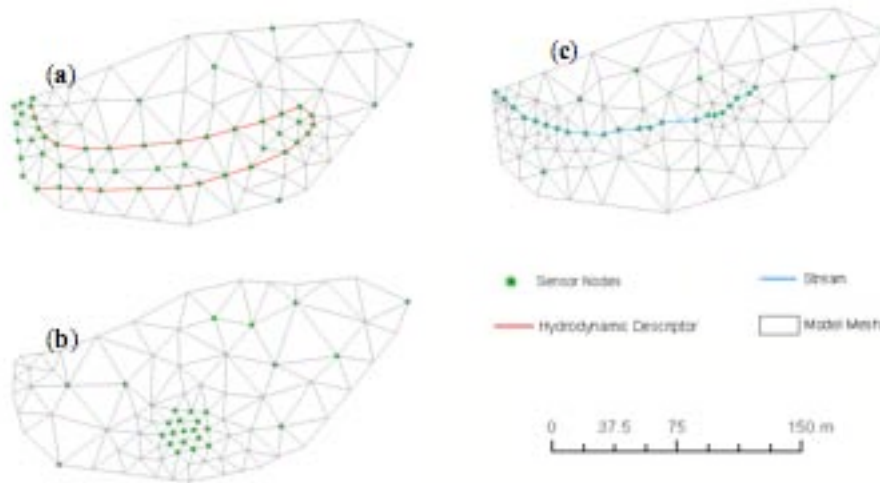 (a)
(c)
(b)
Sensor Nodes
Stream
Hydrodynamic Descriptor
Model Mesh
0 37.5 75 150 m